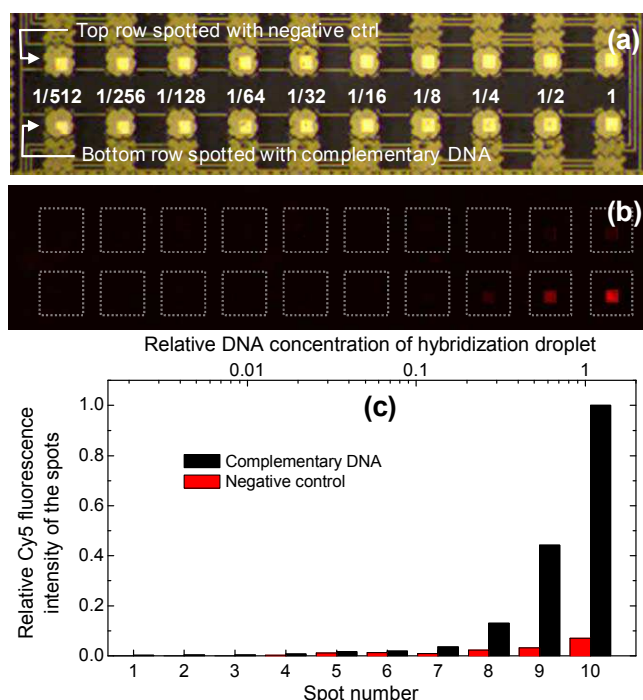 Top row spotted with negative ctrl
(a)
1/512 1/256 1/128 1/64 1/32 1/16 1/8 1/4 1/2 1
Bottom row spotted with complementary DNA
(b)
Relative DNA concentration of hybridization droplet
0.01 0.1 1
(c)
1.0
0.8
0.6
0.4
0.2
0.0
Relative Cy5 fluorescence
intensity of the spots
Complementary DNA
Negative control
1 2 3 4 5 6 7 8 9 10
Spot number